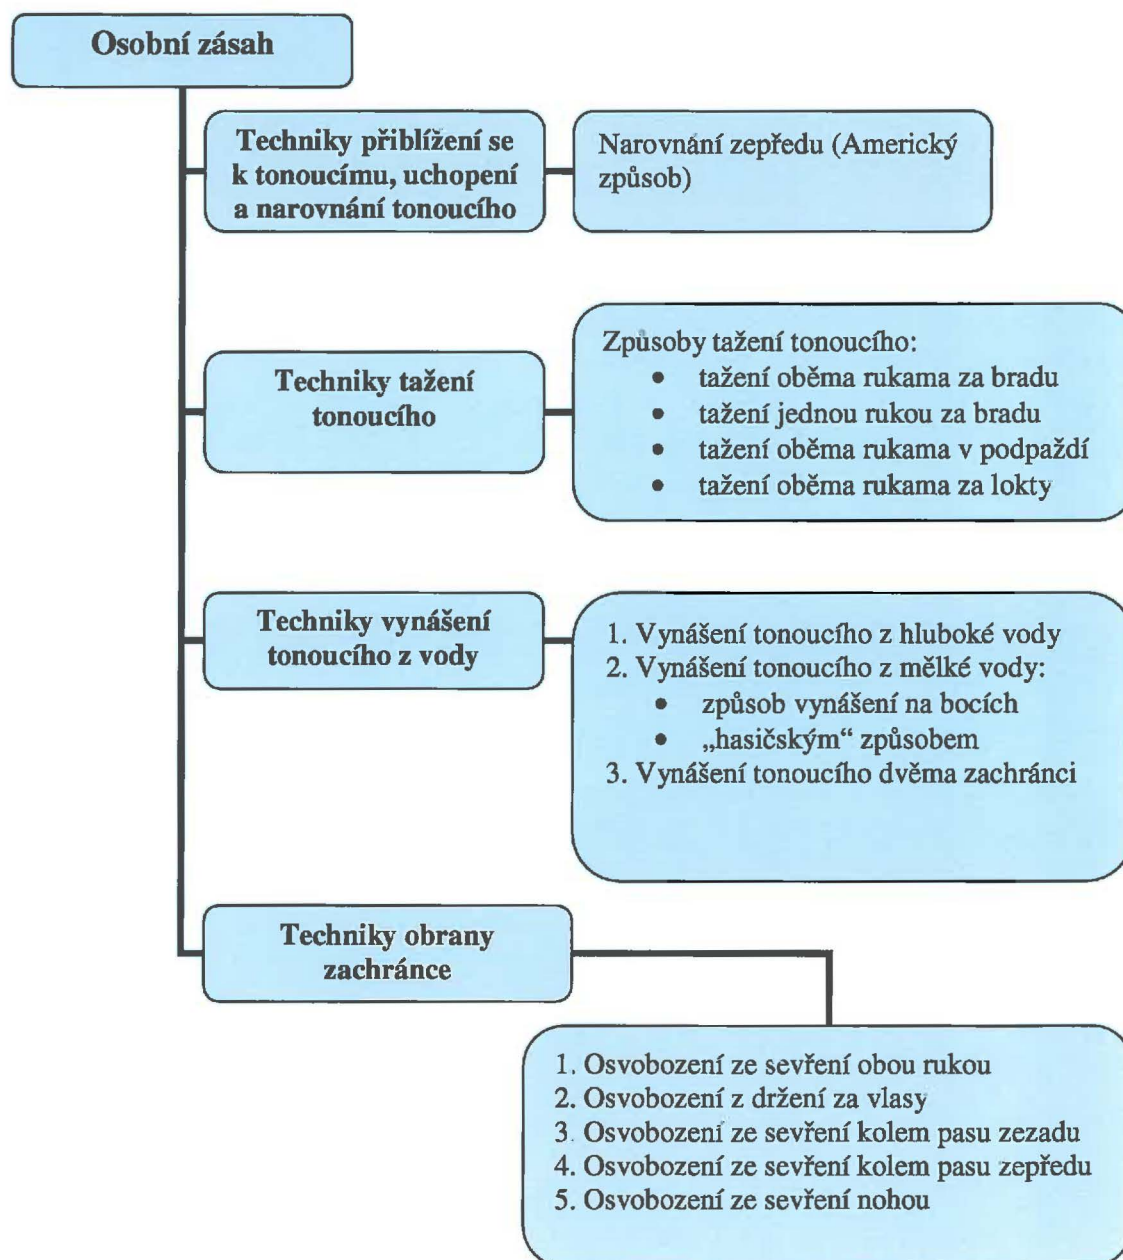 Osobní zásah
Techniky přiblížení se
k tonoucímu, uchopení
a narovnání tonoucího
Narovnání zepředu (Americký
způsob)
Techniky tažení
tonoucího
Způsoby tažení tonoucího:
• tažení oběma rukama za bradu
• tažení jednou rukou za bradu
• tažení oběma rukama v podpaždí
• tažení oběma rukama za lokty
Techniky vynášení
tonoucího z vody
1. Vynášení tonoucího z hluboké vody
2. Vynášení tonoucího z mělké vody:
• způsob vynášení na bocích
• „hasičským“ způsobem
3. Vynášení tonoucího dvěma zachránci
Techniky obrany
zachránce
1. Osvobození ze sevření obou rukou
2. Osvobození z držení za vlasy
3. Osvobození ze sevření kolem pasu zezadu
4. Osvobození ze sevření kolem pasu zepředu
5. Osvobození ze sevření nohou